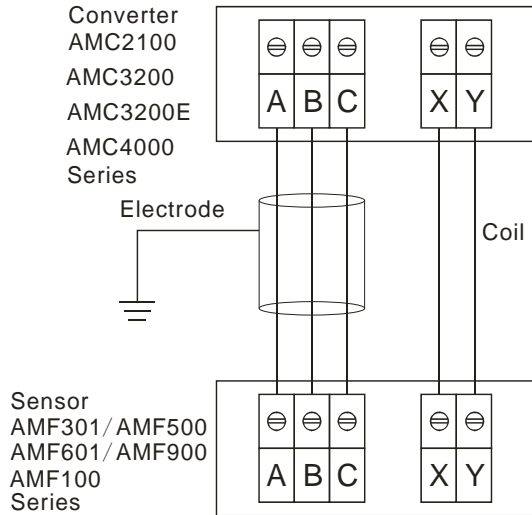 Converter
AMC2100
AMC3200
AMC3200E
AMC4000
Series
A B C X Y
Electrode
Coil
Sensor
AMF301/AMF500
AMF601/AMF900
AMF100
Series
A B C X Y